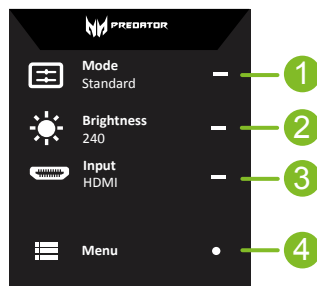 PREDATOR
Mode
Standard
1
Brightness
240
2
Input
HDMI
3
Menu
4